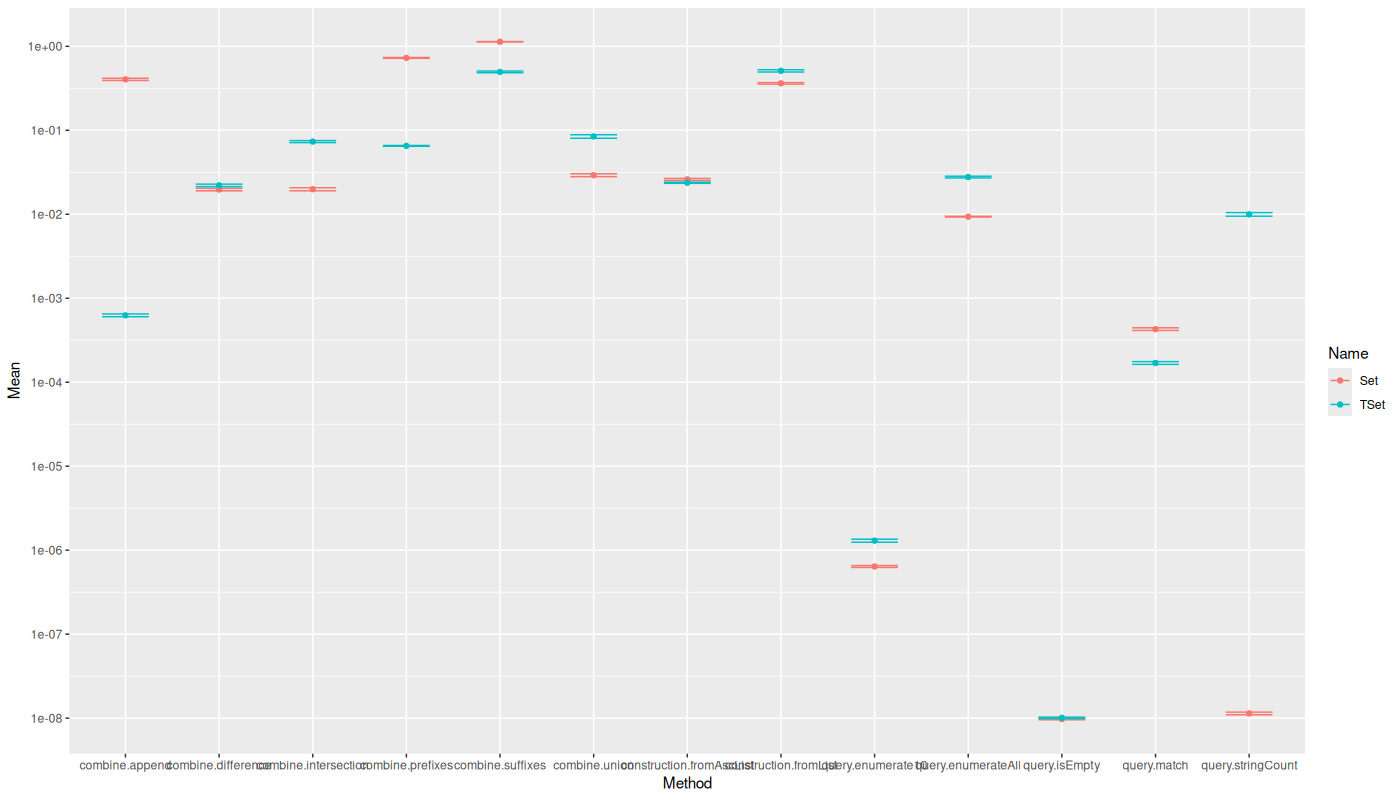 1e+00
1e-01
1e-02
1e-03
1e-04
1e-05
1e-06
1e-07
1e-08
Mean
combine.append
combine.difference
combine.intersection
combine.prefixes
combine.suffixes
combine.union
construction.fromAscList
construction.fromList
query.enumerate10
query.enumerateAll
query.isEmpty
query.match
query.stringCount
Method
Name
Set
TSet